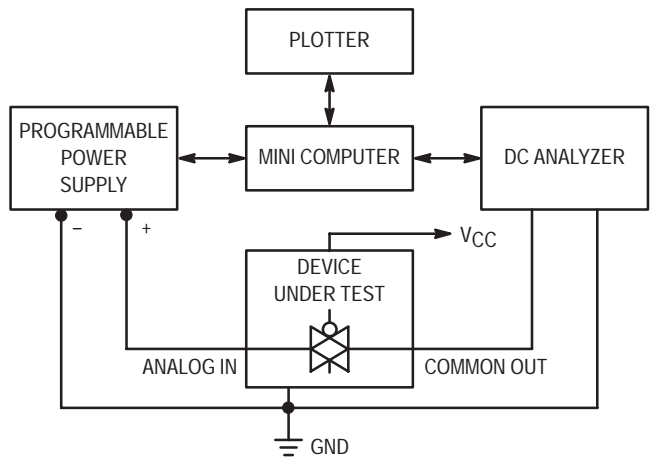 PLOTTER
PROGRAMMABLE
POWER
SUPPLY
MINI COMPUTER
DC ANALYZER
– +
VCC
DEVICE
UNDER TEST
ANALOG IN
COMMON OUT
GND